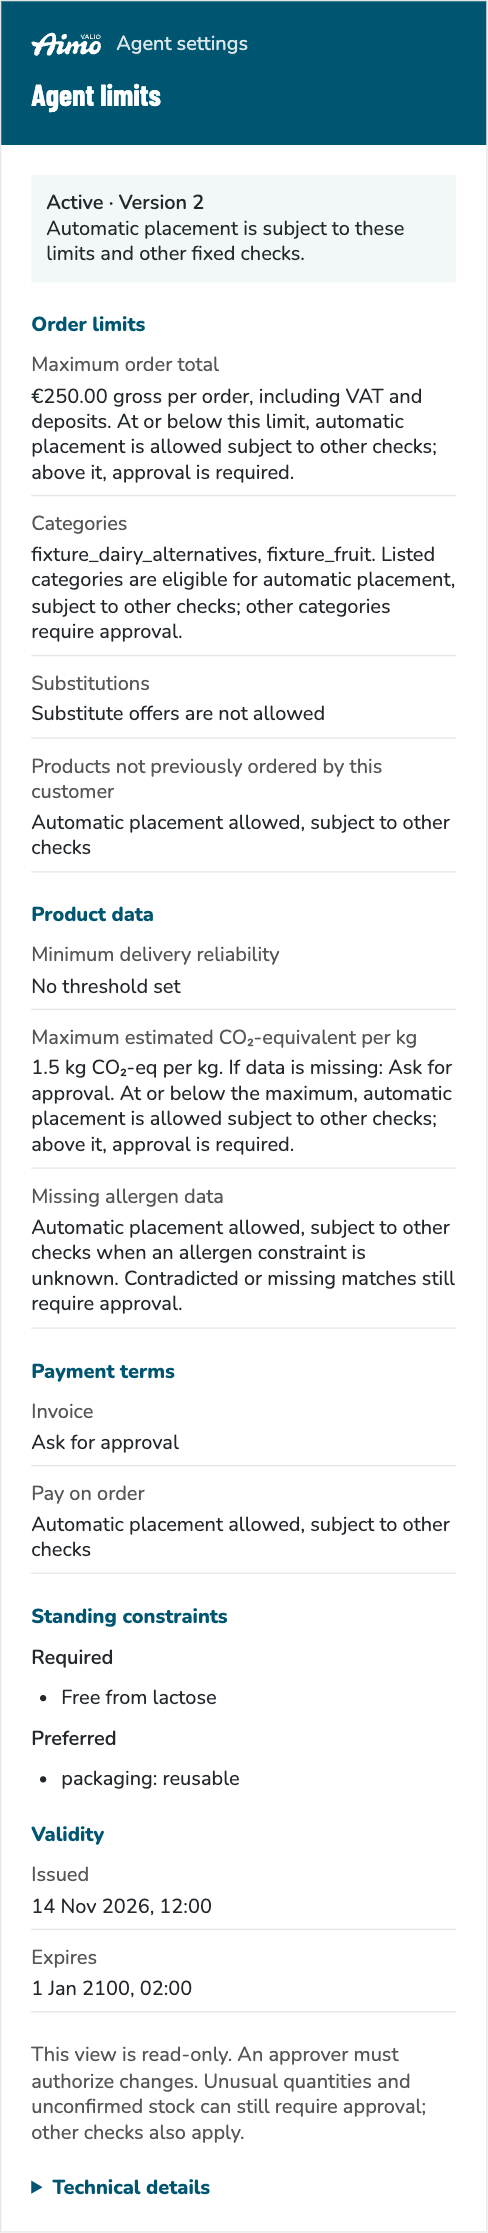 Aimo VALIO Agent settings
Agent limits
Active · Version 2
Automatic placement is subject to these
limits and other fixed checks.
Order limits
Maximum order total
€250.00 gross per order, including VAT and
deposits. At or below this limit, automatic
placement is allowed subject to other checks;
above it, approval is required.
Categories
fixture_dairy_alternatives, fixture_fruit. Listed
categories are eligible for automatic placement,
subject to other checks; other categories
require approval.
Substitutions
Substitute offers are not allowed
Products not previously ordered by this
customer
Automatic placement allowed, subject to other
checks
Product data
Minimum delivery reliability
No threshold set
Maximum estimated CO₂-equivalent per kg
1.5 kg CO₂-eq per kg. If data is missing: Ask for
approval. At or below the maximum, automatic
placement is allowed subject to other checks;
above it, approval is required.
Missing allergen data
Automatic placement allowed, subject to other
checks when an allergen constraint is
unknown. Contradicted or missing matches still
require approval.
Payment terms
Invoice
Ask for approval
Pay on order
Automatic placement allowed, subject to other
checks
Standing constraints
Required
• Free from lactose
Preferred
• packaging: reusable
Validity
Issued
14 Nov 2026, 12:00
Expires
1 Jan 2100, 02:00
This view is read-only. An approver must
authorize changes. Unusual quantities and
unconfirmed stock can still require approval;
other checks also apply.
▶ Technical details